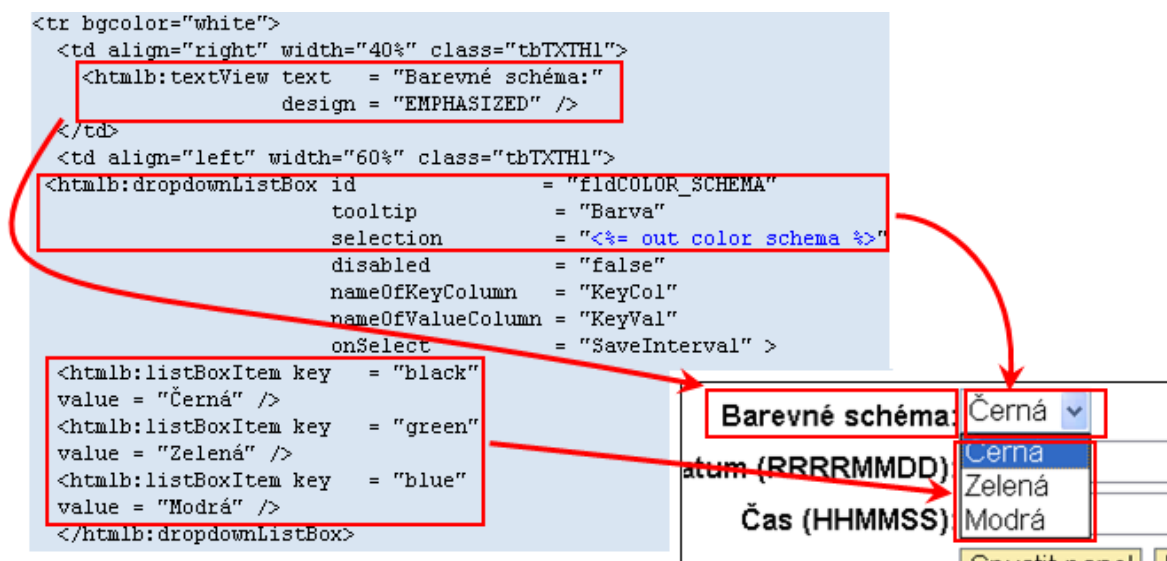 <tr bgcolor="white">
<td align="right" width="40%" class="tbTXTH1">
<htmlb:textView text = "Barevné schéma:"
design = "EMPHASIZED" />
</td>
<td align="left" width="60%" class="tbTXTH1">
<htmlb:dropdownListBox id = "fldCOLOR_SCHEMA"
tooltip = "Barva"
selection = "<%= out color schema %>"
disabled = "false"
nameOfKeyColumn = "KeyCol"
nameOfValueColumn = "KeyVal"
onSelect = "SaveInterval" >
<htmlb:listBoxItem key = "black"
value = "Černá" />
<htmlb:listBoxItem key = "green"
value = "Zelená" />
<htmlb:listBoxItem key = "blue"
value = "Modrá" />
</htmlb:dropdownListBox>
Barevné schéma: Černá
Černá
atum (RRRRMMDD):
Zelená
Čas (HHMMSS): Modrá